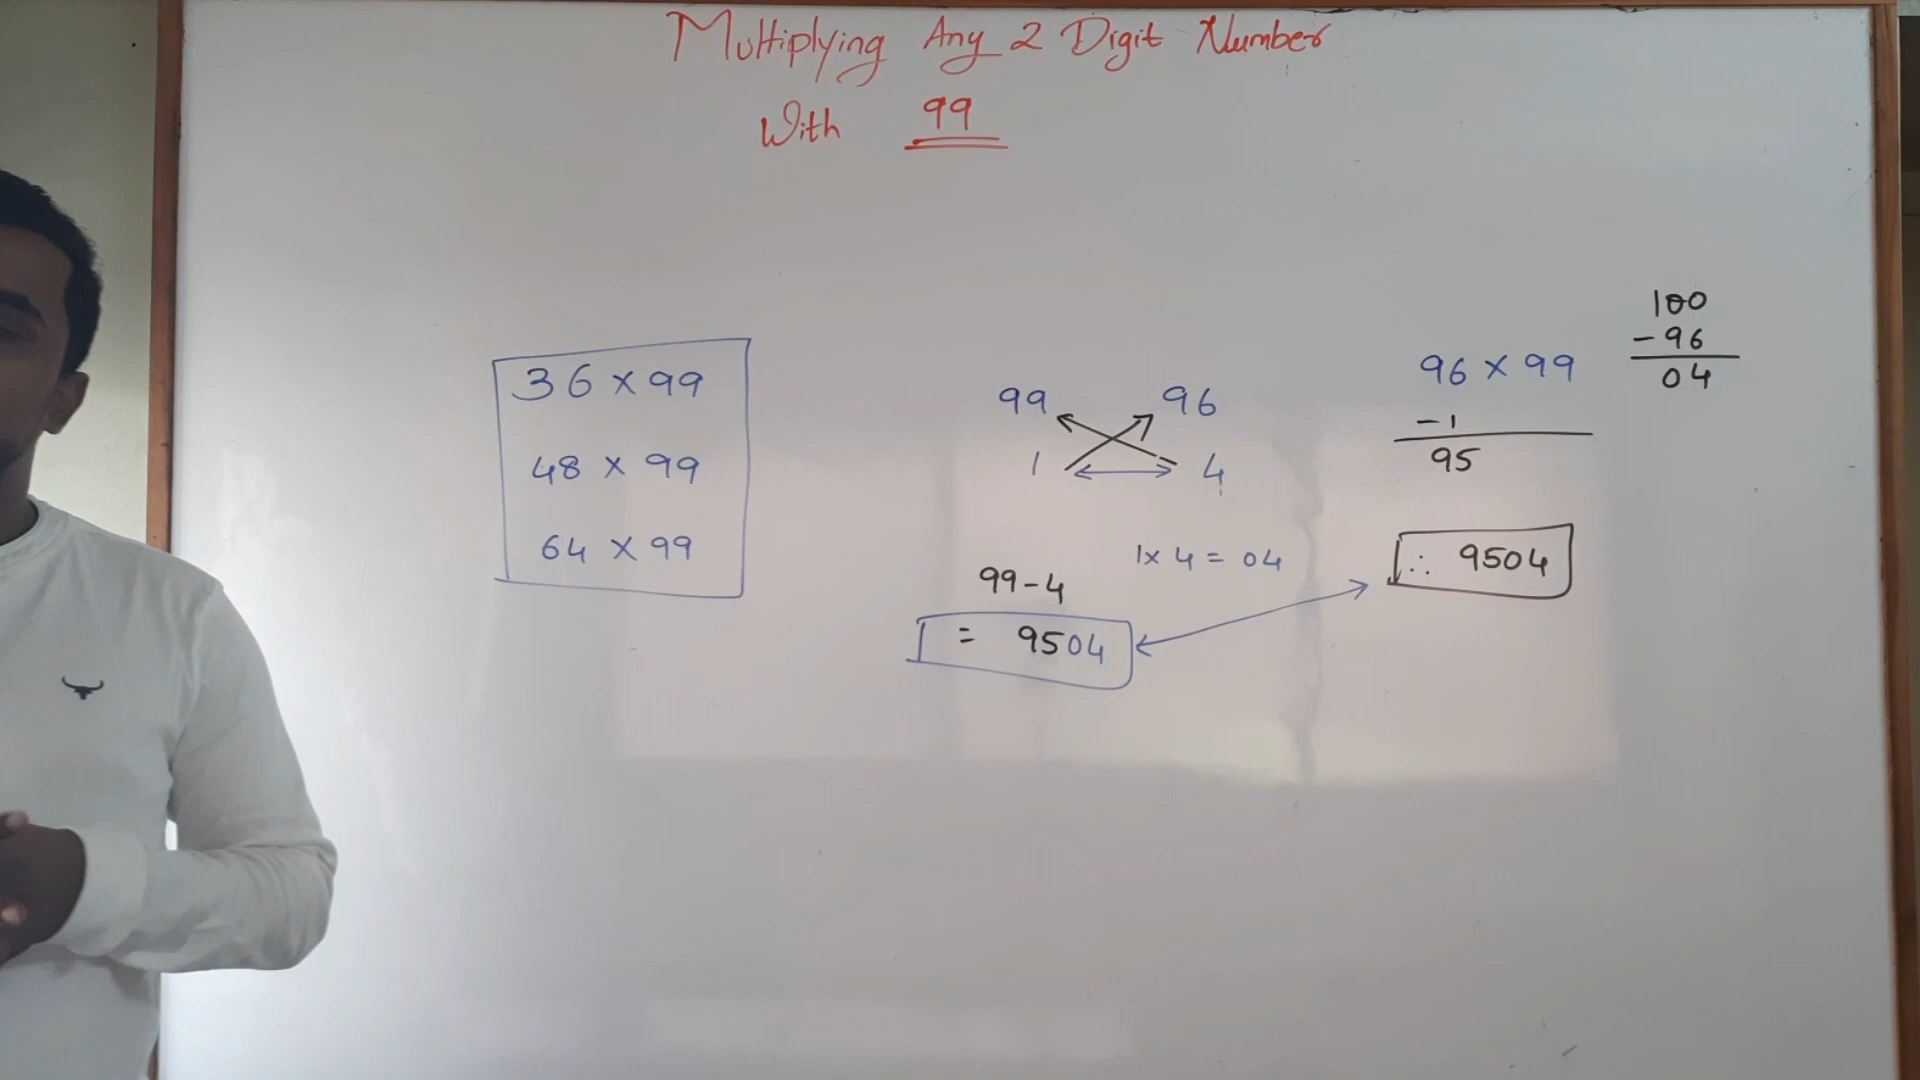 Multiplying Any 2 Digit Number
With 99
36 × 99
48 × 99
64 × 99
99 96
1 4
1 × 4 = 04
99 - 4
= 9504
96 × 99
- 1
95
∴ 9504
100
- 96
04